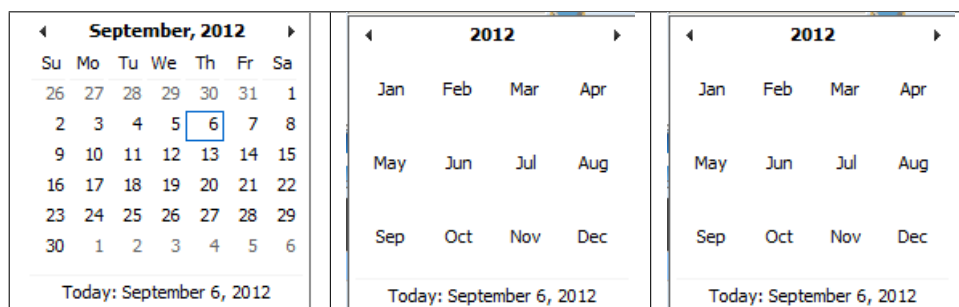 September, 2012
Su Mo Tu We Th Fr Sa
26 27 28 29 30 31 1
2 3 4 5 6 7 8
9 10 11 12 13 14 15
16 17 18 19 20 21 22
23 24 25 26 27 28 29
30 1 2 3 4 5 6
Today: September 6, 2012
2012
Jan Feb Mar Apr
May Jun Jul Aug
Sep Oct Nov Dec
Today: September 6, 2012
2012
Jan Feb Mar Apr
May Jun Jul Aug
Sep Oct Nov Dec
Today: September 6, 2012